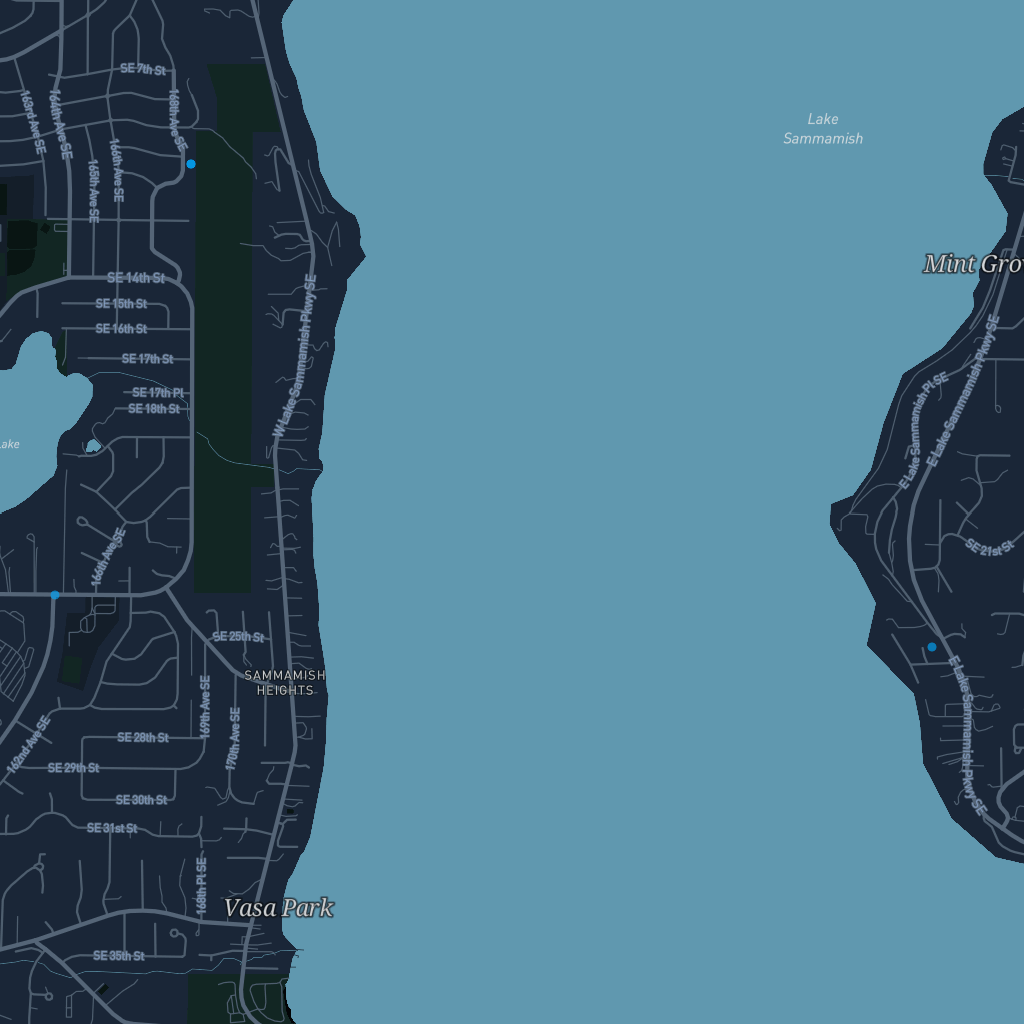 SE 7th St
163rd Ave SE
164th Ave SE
168th Ave SE
Lake
Sammamish
166th Ave SE
165th Ave SE
Mint Gro
SE 14th St
SE 15th St
W Lake Sammamish Pkwy SE
SE 16th St
E Lake Sammamish Pkwy SE
SE 17th St
E Lake Sammamish Pl SE
SE 17th Pl
SE 18th St
Lake
166th Ave SE
SE 21st St
SE 25th St
SAMMAMISH
HEIGHTS
169th Ave SE
170th Ave SE
E Lake Sammamish Pkwy SE
162nd Ave SE
SE 28th St
SE 29th St
SE 30th St
SE 31st St
168th Pl SE
Vasa Park
SE 35th St